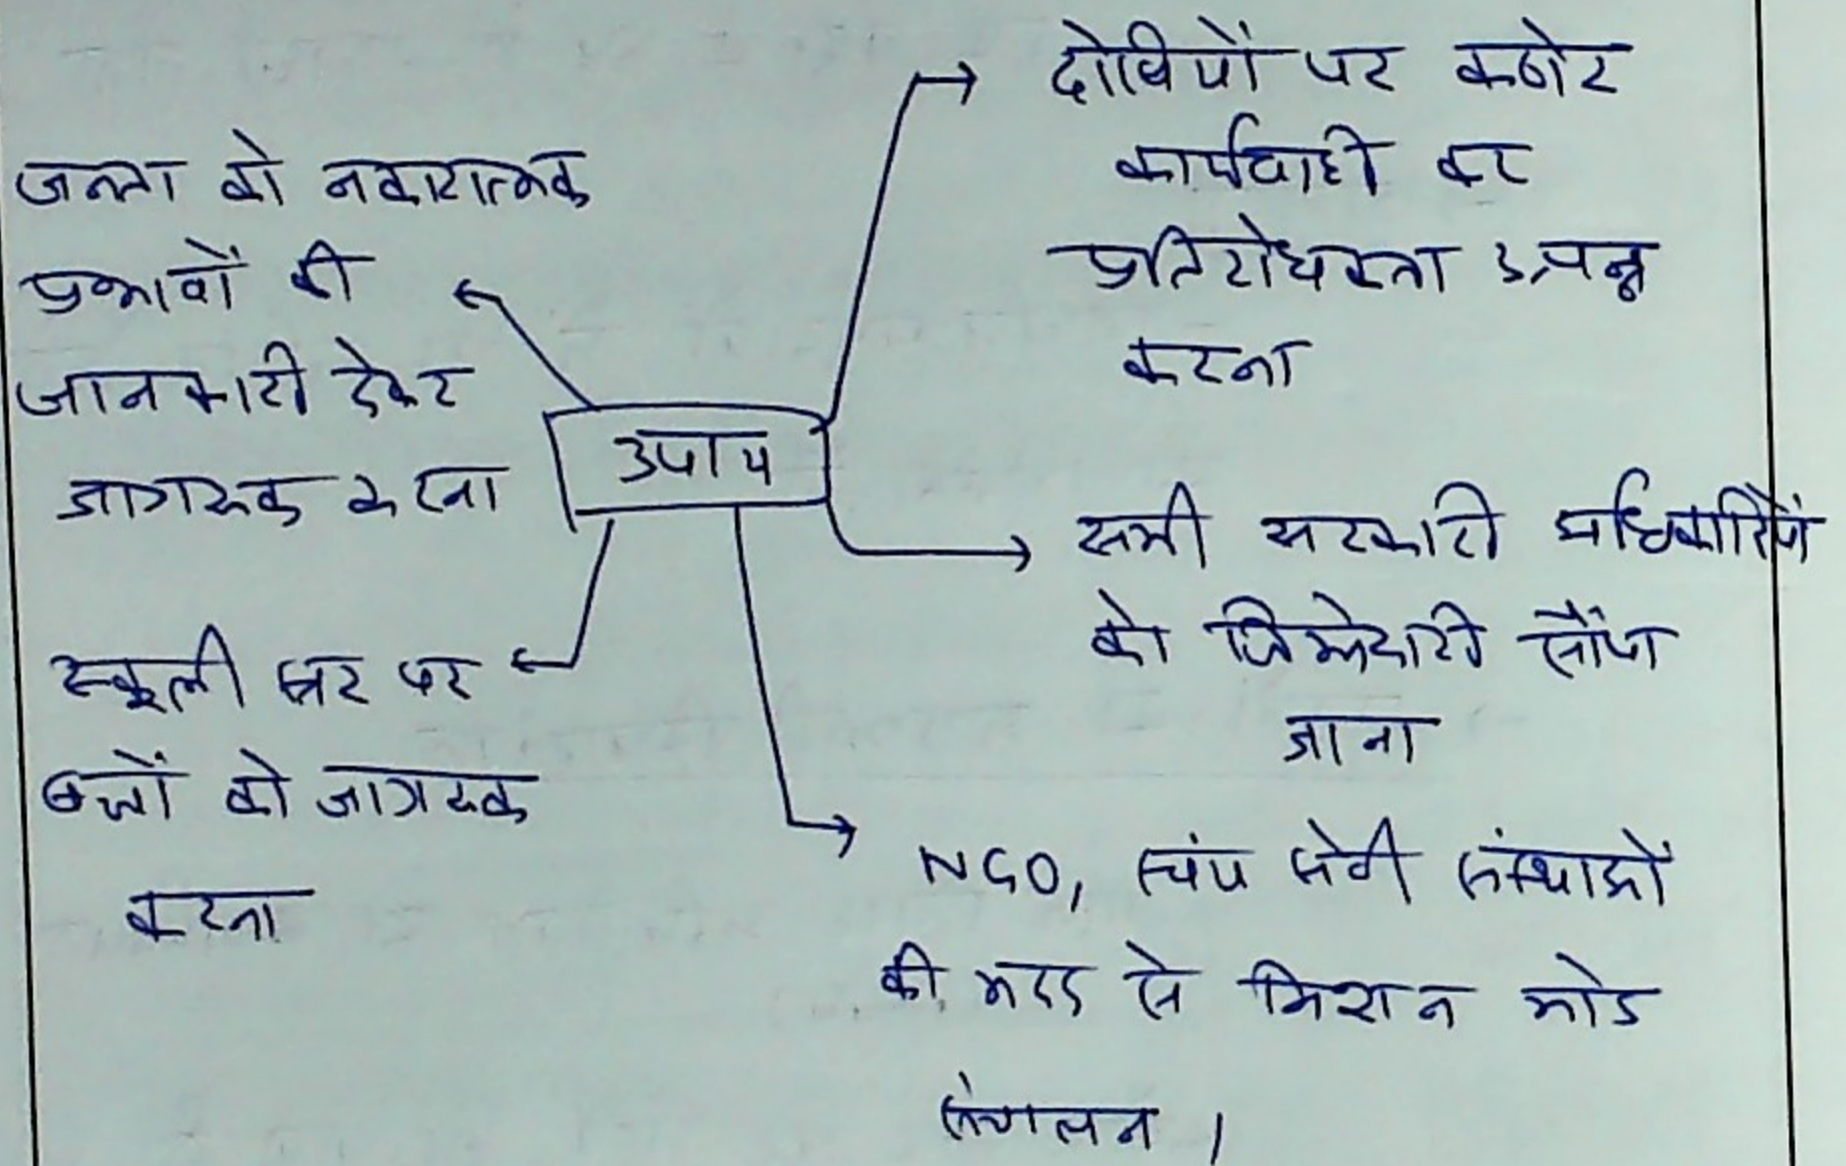 जनता को नकारात्मक
प्रभावों की
जानकारी देकर
जागरूक करना
उपाय
दोषियों पर कठोर
कार्यवाही कर
प्रतिरोधकता उत्पन्न
करना
सभी सरकारी अधिकारियों
को जिम्मेदारी सौंपा
जाना
स्कूली स्तर पर
बच्चों को जागरूक
करना
NGO, स्वंय सेवी संस्थाओं
की मदद से मिशन मोड
संचालन ।